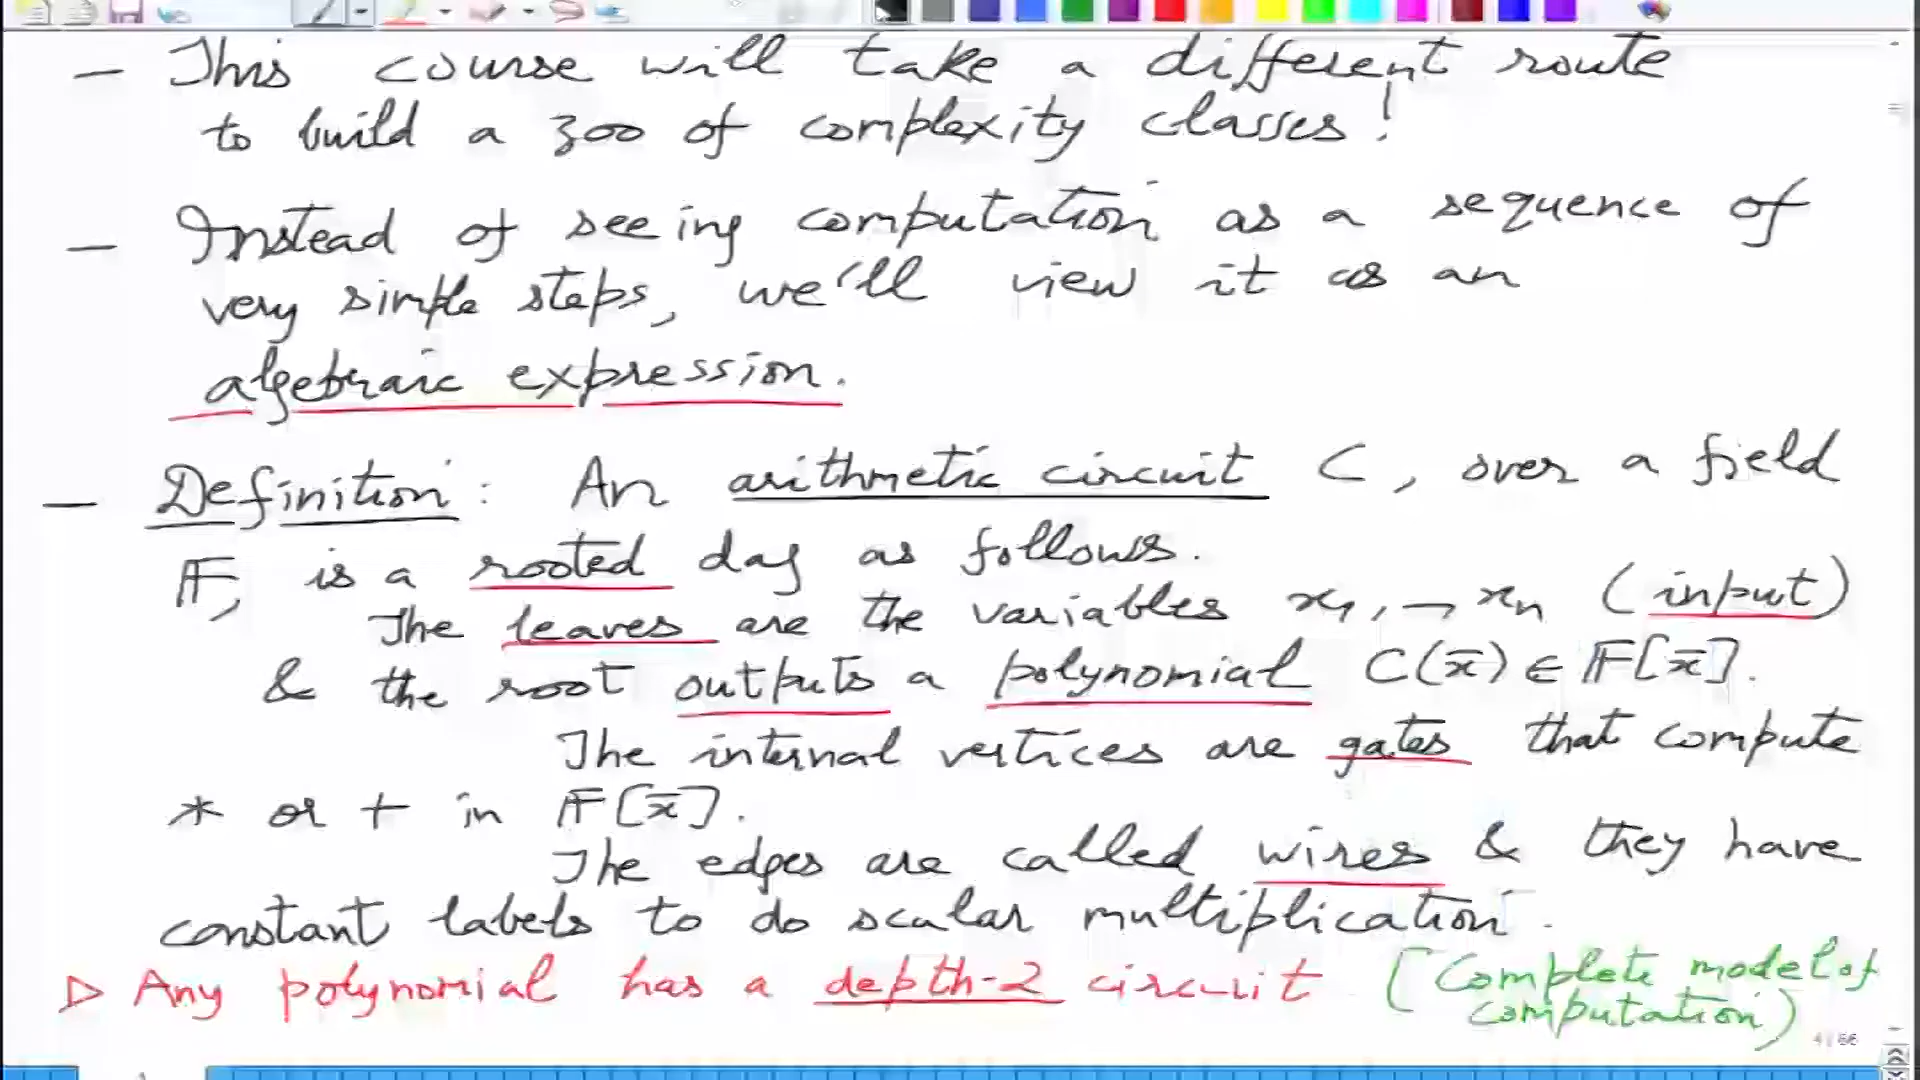 - This course will take a different route
to build a zoo of complexity classes!
- Instead of seeing computation as a sequence of
very simple steps, we'll view it as an
algebraic expression.
- Definition: An arithmetic circuit C, over a field
𝔽, is a rooted dag as follows.
The leaves are the variables x₁,¬ xₙ (input)
& the root outputs a polynomial C(x̄) ∈ 𝔽[x̄].
The internal vertices are gates that compute
* or + in 𝔽[x̄].
The edges are called wires & they have
constant labels to do scalar multiplication.
▷ Any polynomial has a depth-2 circuit [Complete model of
computation)
4/66